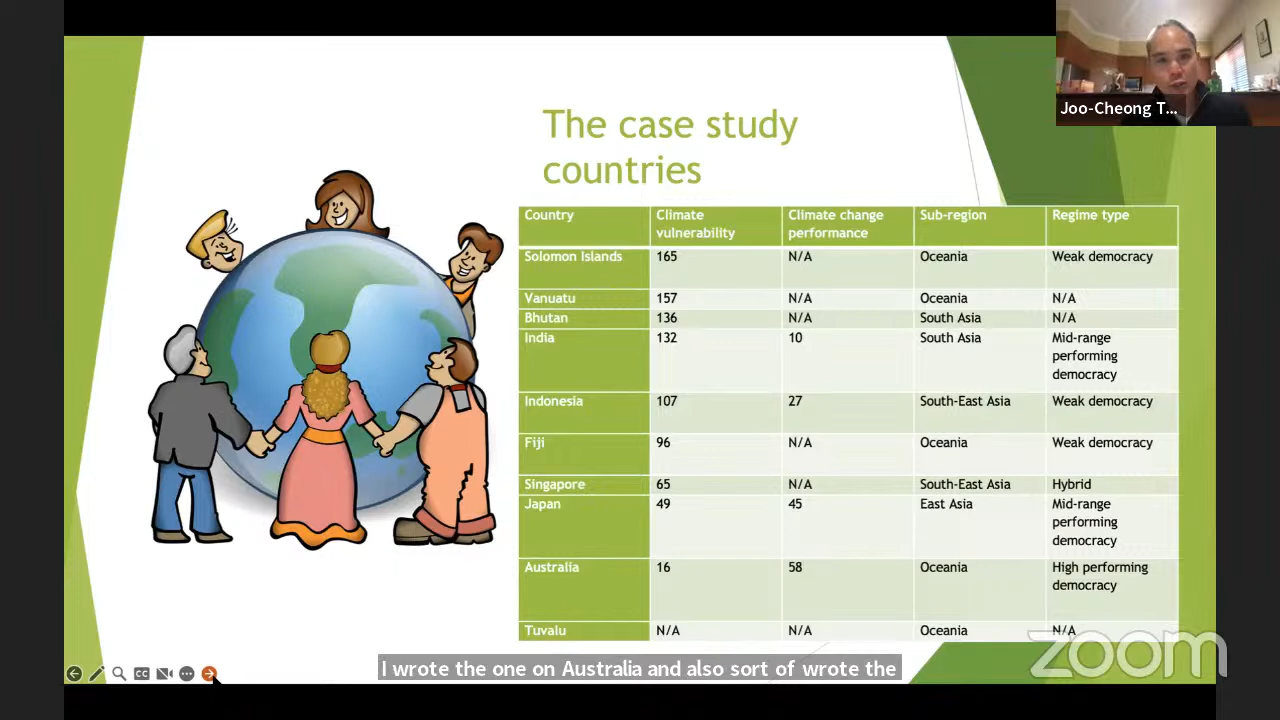 Joo-Cheong T...
The case study
countries
Country Climate vulnerability Climate change performance Sub-region Regime type
Solomon Islands 165 N/A Oceania Weak democracy
Vanuatu 157 N/A Oceania N/A
Bhutan 136 N/A South Asia N/A
India 132 10 South Asia Mid-range performing democracy
Indonesia 107 27 South-East Asia Weak democracy
Fiji 96 N/A Oceania Weak democracy
Singapore 65 N/A South-East Asia Hybrid
Japan 49 45 East Asia Mid-range performing democracy
Australia 16 58 Oceania High performing democracy
Tuvalu N/A N/A Oceania N/A
zoom
CC
I wrote the one on Australia and also sort of wrote the